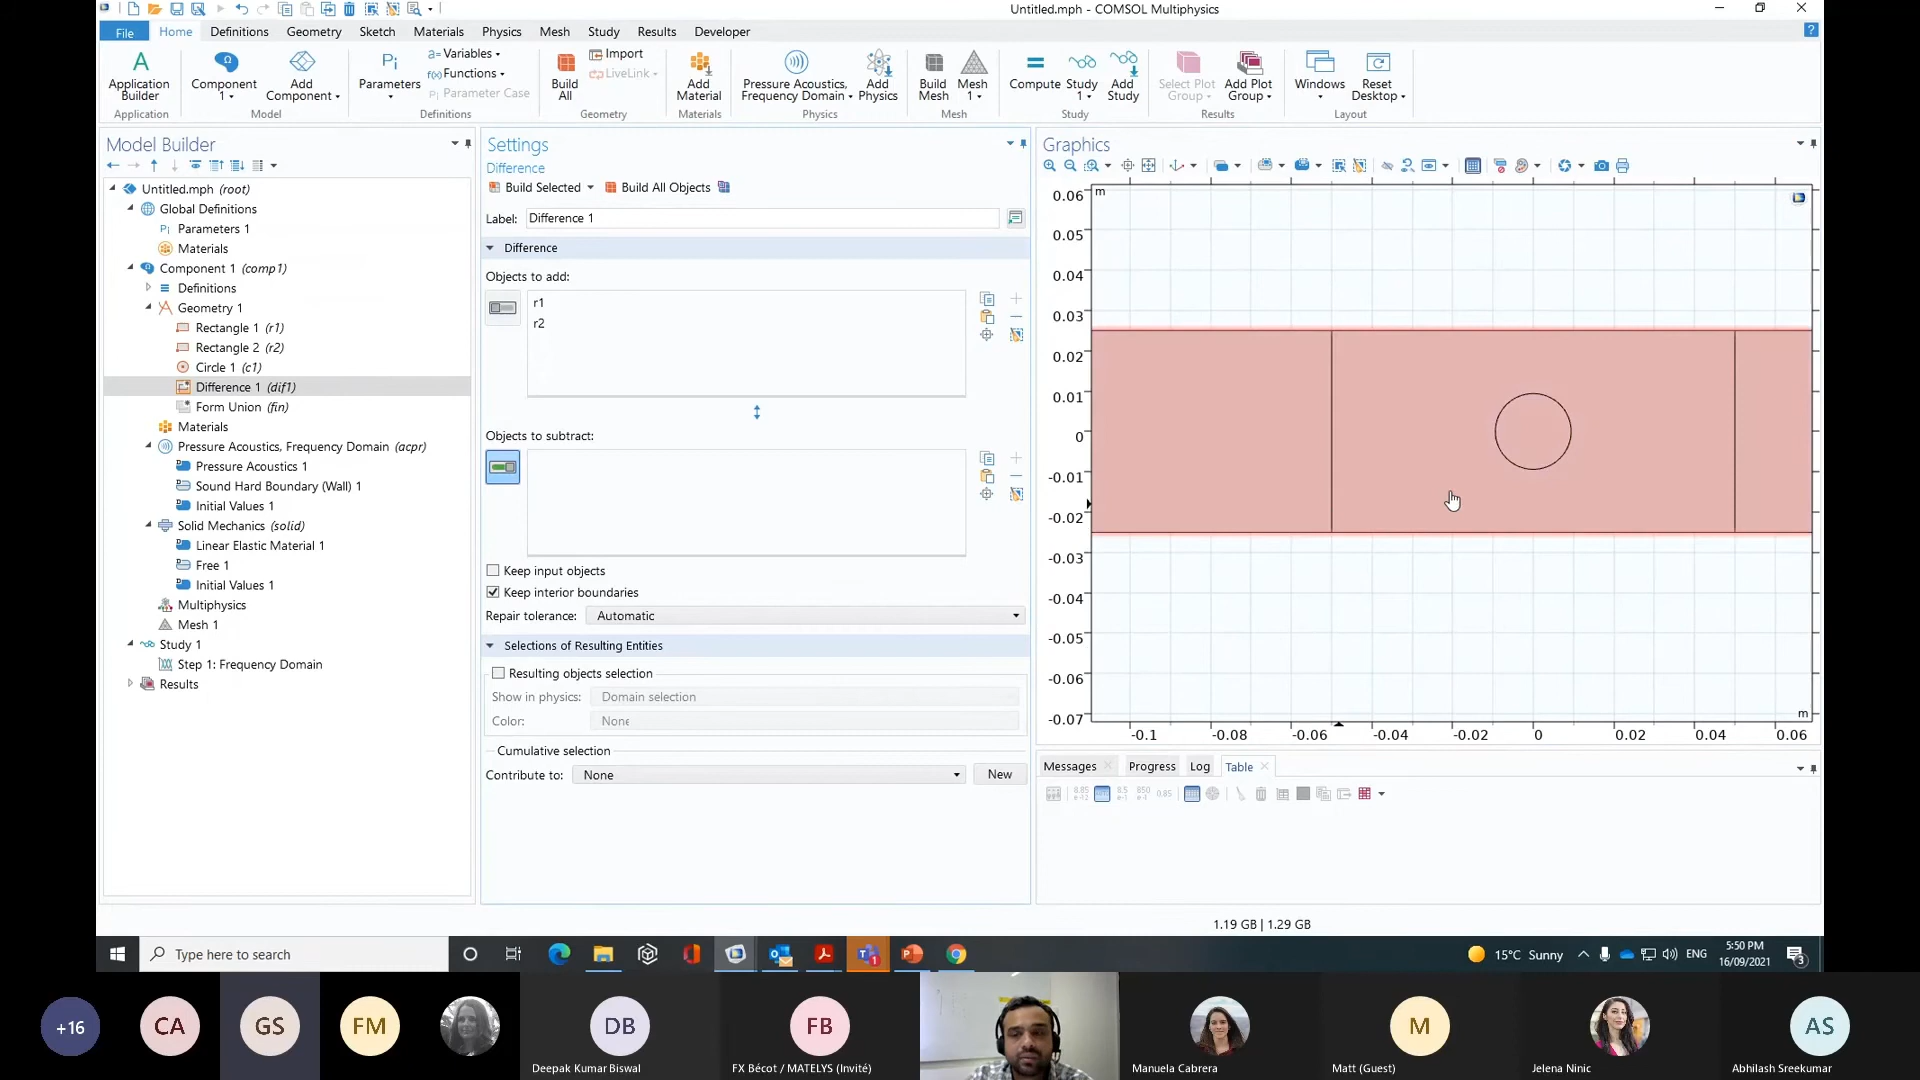 Untitled.mph - COMSOL Multiphysics
File Home Definitions Geometry Sketch Materials Physics Mesh Study Results Developer
Application Builder
Component 1
Add Component
Parameters
a= Variables
f(x) Functions
Parameter Case
Build All
Import
LiveLink
Add Material
Pressure Acoustics, Frequency Domain
Add Physics
Build Mesh
Mesh 1
Compute
Study 1
Add Study
Select Plot Group
Add Plot Group
Windows
Reset Desktop
Application Model Definitions Geometry Materials Physics Mesh Study Results Layout
Model Builder
Untitled.mph (root)
Global Definitions
Pi Parameters 1
Materials
Component 1 (comp1)
Definitions
Geometry 1
Rectangle 1 (r1)
Rectangle 2 (r2)
Circle 1 (c1)
Difference 1 (dif1)
Form Union (fin)
Materials
Pressure Acoustics, Frequency Domain (acpr)
Pressure Acoustics 1
Sound Hard Boundary (Wall) 1
Initial Values 1
Solid Mechanics (solid)
Linear Elastic Material 1
Free 1
Initial Values 1
Multiphysics
Mesh 1
Study 1
Step 1: Frequency Domain
Results
Settings
Difference
Build Selected Build All Objects
Label: Difference 1
Difference
Objects to add:
r1
r2
Objects to subtract:
Keep input objects
Keep interior boundaries
Repair tolerance: Automatic
Selections of Resulting Entities
Resulting objects selection
Show in physics: Domain selection
Color: None
Cumulative selection
Contribute to: None New
Graphics
m
0.06
0.05
0.04
0.03
0.02
0.01
0
-0.01
-0.02
-0.03
-0.04
-0.05
-0.06
-0.07
m
-0.1 -0.08 -0.06 -0.04 -0.02 0 0.02 0.04 0.06
Messages Progress Log Table
1.19 GB | 1.29 GB
Type here to search
15°C Sunny
ENG
5:50 PM
16/09/2021
3
+16
CA
GS
FM
DB
Deepak Kumar Biswal
FB
FX Bécot / MATELYS (Invité)
Manuela Cabrera
M
Matt (Guest)
Jelena Ninic
AS
Abhilash Sreekumar